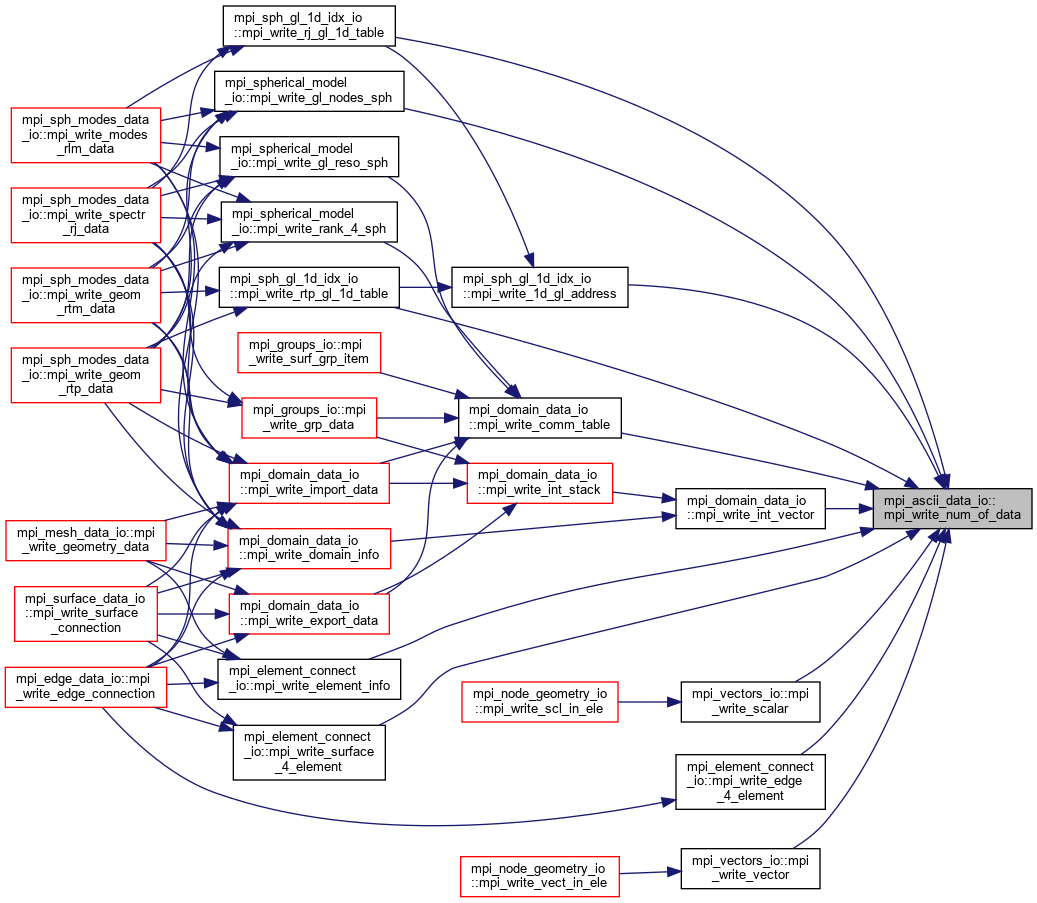 mpi_sph_gl_1d_idx_io
::mpi_write_rj_gl_1d_table
mpi_spherical_model
_io::mpi_write_gl_nodes_sph
mpi_sph_modes_data
_io::mpi_write_modes
_rlm_data
mpi_spherical_model
_io::mpi_write_gl_reso_sph
mpi_sph_modes_data
_io::mpi_write_spectr
_rj_data
mpi_spherical_model
_io::mpi_write_rank_4_sph
mpi_sph_modes_data
_io::mpi_write_geom
_rtm_data
mpi_sph_gl_1d_idx_io
::mpi_write_rtp_gl_1d_table
mpi_sph_gl_1d_idx_io
::mpi_write_1d_gl_address
mpi_groups_io::mpi
_write_surf_grp_item
mpi_sph_modes_data
_io::mpi_write_geom
_rtp_data
mpi_groups_io::mpi
_write_grp_data
mpi_domain_data_io
::mpi_write_comm_table
mpi_domain_data_io
::mpi_write_import_data
mpi_domain_data_io
::mpi_write_int_stack
mpi_domain_data_io
::mpi_write_int_vector
mpi_ascii_data_io::
mpi_write_num_of_data
mpi_mesh_data_io::mpi
_write_geometry_data
mpi_domain_data_io
::mpi_write_domain_info
mpi_surface_data_io
::mpi_write_surface
_connection
mpi_domain_data_io
::mpi_write_export_data
mpi_edge_data_io::mpi
_write_edge_connection
mpi_element_connect
_io::mpi_write_element_info
mpi_node_geometry_io
::mpi_write_scl_in_ele
mpi_vectors_io::mpi
_write_scalar
mpi_element_connect
_io::mpi_write_surface
_4_element
mpi_element_connect
_io::mpi_write_edge
_4_element
mpi_node_geometry_io
::mpi_write_vect_in_ele
mpi_vectors_io::mpi
_write_vector